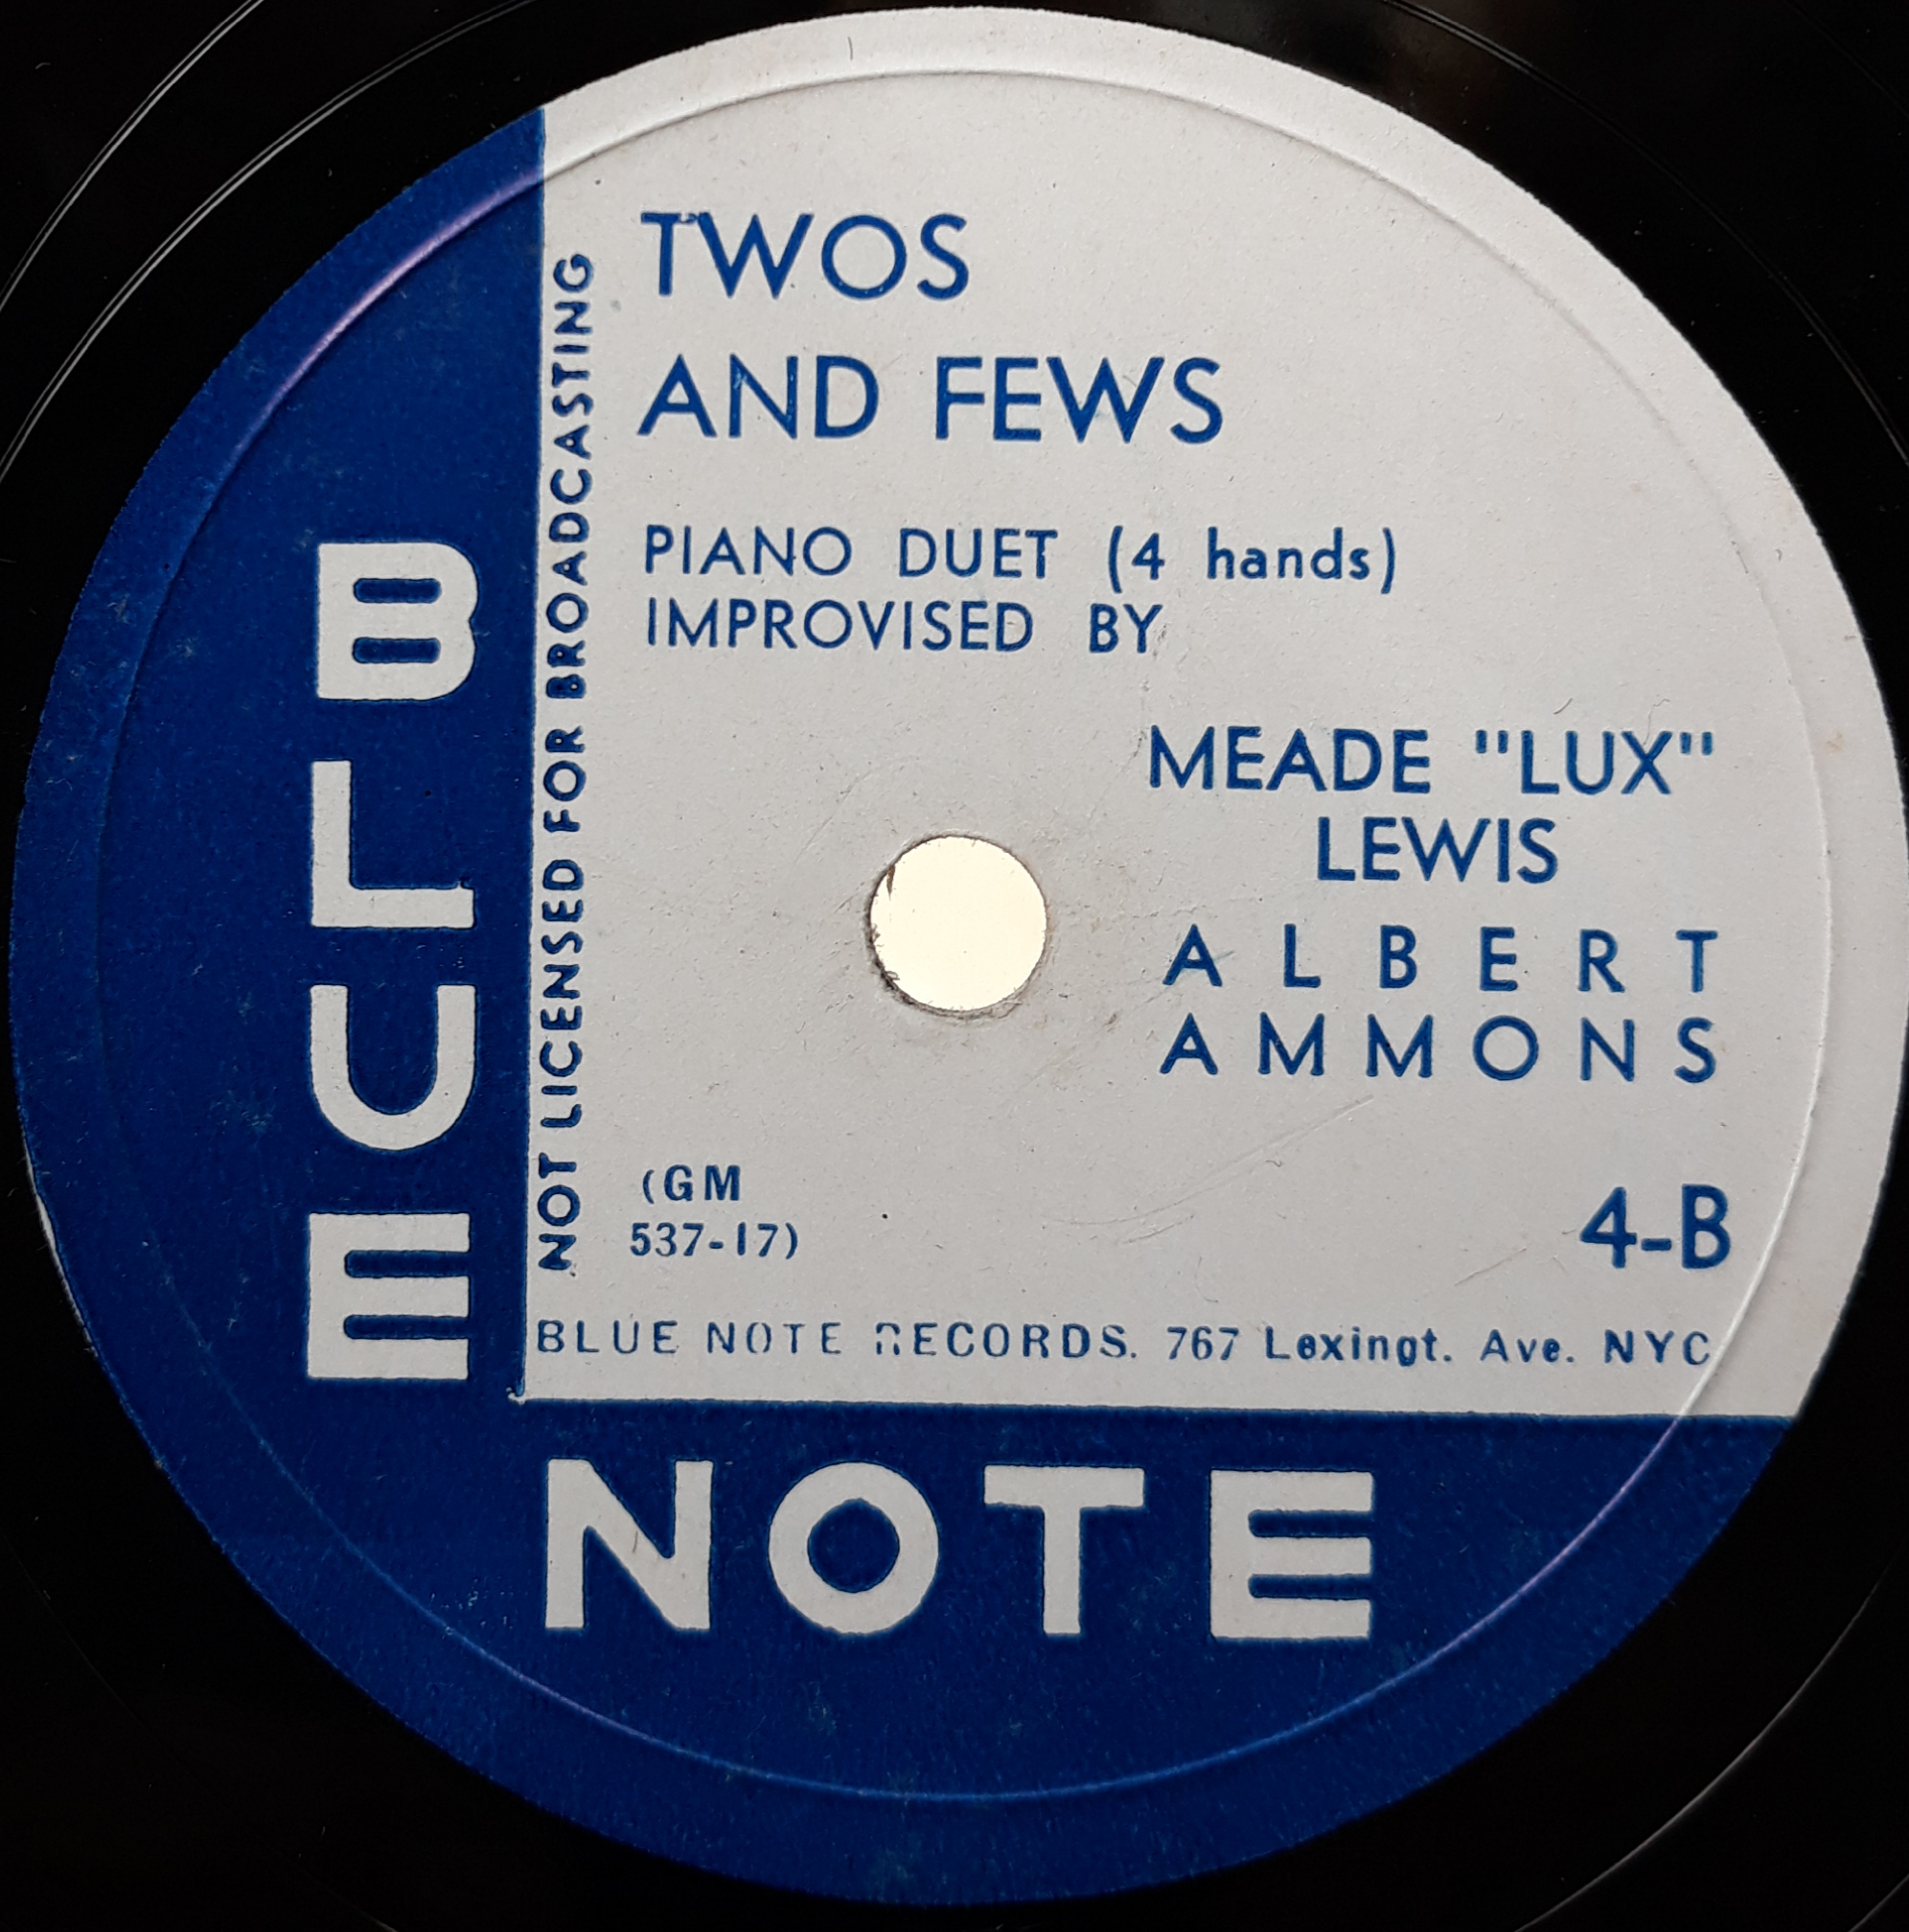 TWOS
AND FEWS
PIANO DUET (4 hands)
IMPROVISED BY
MEADE "LUX"
LEWIS
ALBERT
AMMONS
(GM
537-17)
4-B
BLUE NOTE RECORDS. 767 Lexingt. Ave. NYC
NOT LICENSED FOR BROADCASTING
BLUE
NOTE